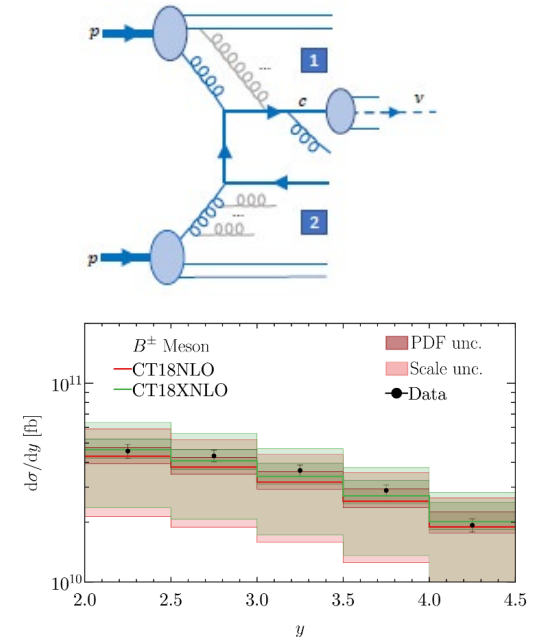 p
1
c
v
2
p
B± Meson
CT18NLO
CT18XNLO
PDF unc.
Scale unc.
Data
dσ/dy [fb]
10^11
10^10
2.0 2.5 3.0 3.5 4.0 4.5
y